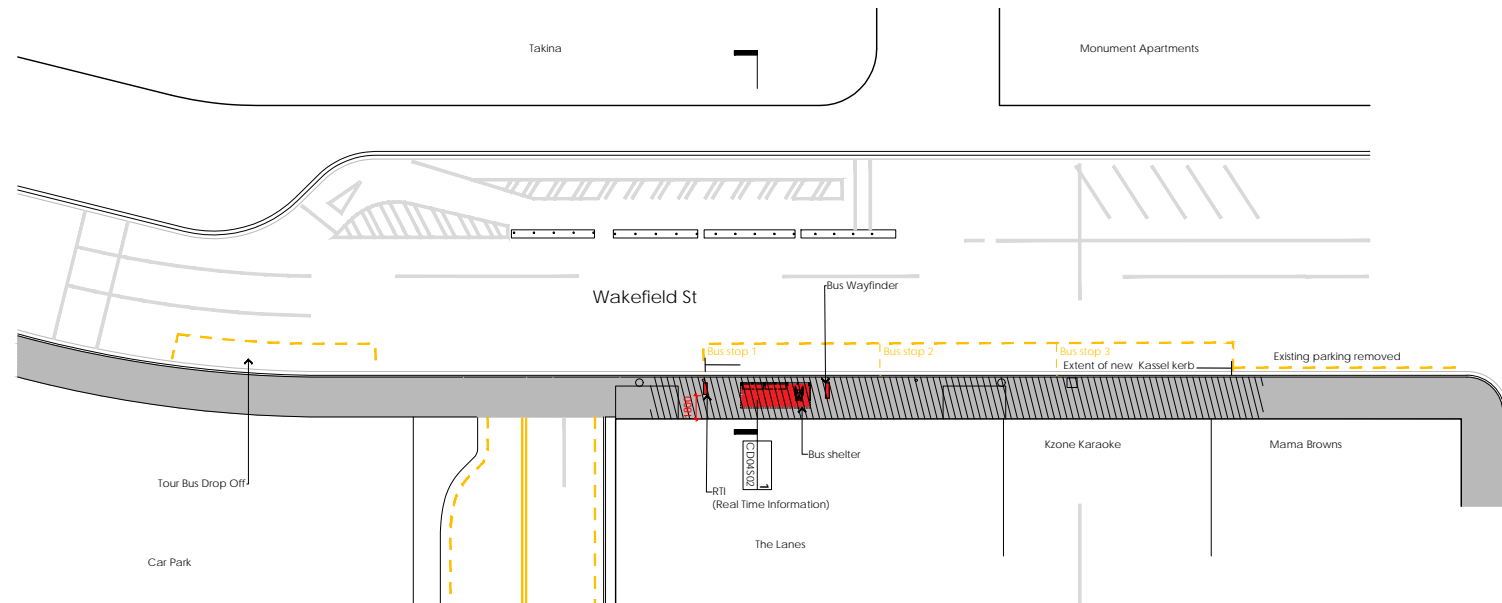 Takina
Monument Apartments
Bus Wayfinder
Wakefield St
Bus stop 1
Bus stop 2
Bus stop 3
Existing parking removed
Extent of new Kassel kerb
Kzone Karaoke
Mama Browns
Bus shelter
1
CD04S02
Tour Bus Drop Off
RTI
(Real Time Information)
The Lanes
Car Park